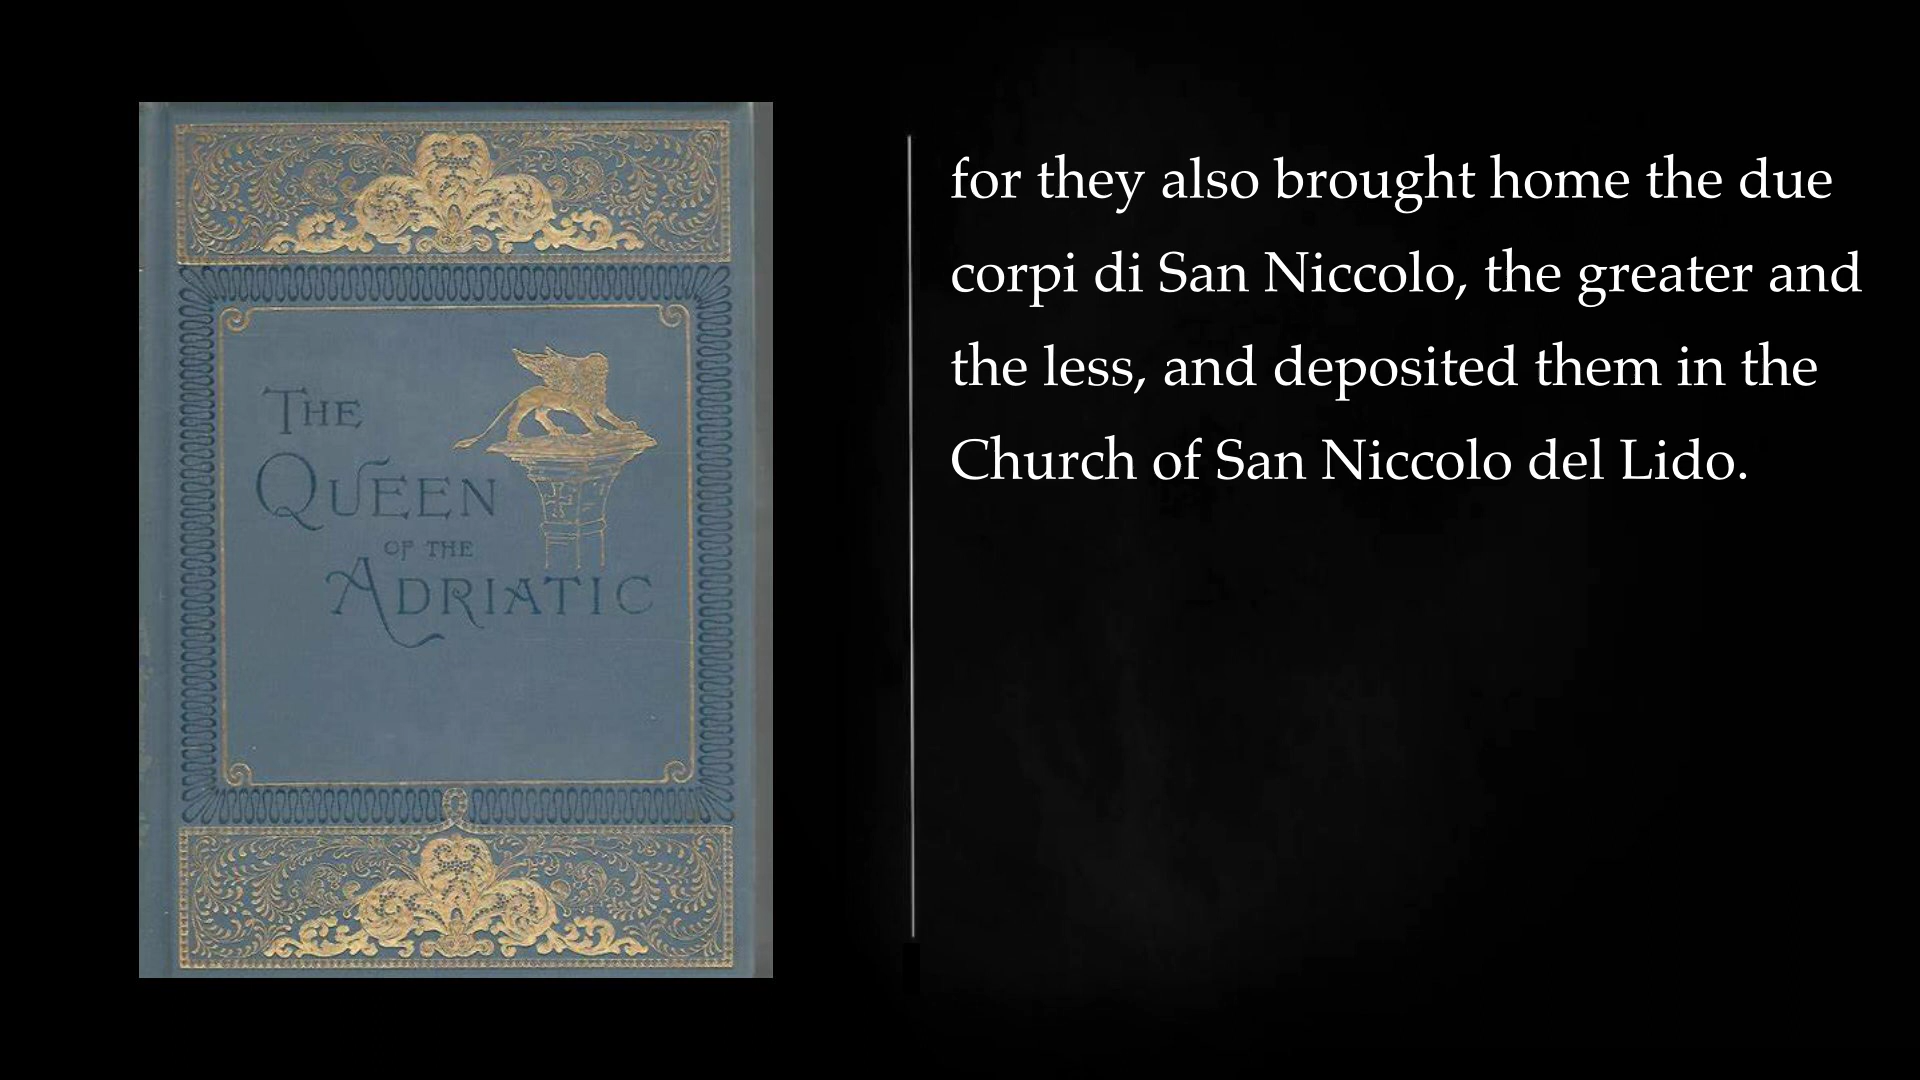 THE
QUEEN
OF THE
ADRIATIC
for they also brought home the due
corpi di San Niccolo, the greater and
the less, and deposited them in the
Church of San Niccolo del Lido.